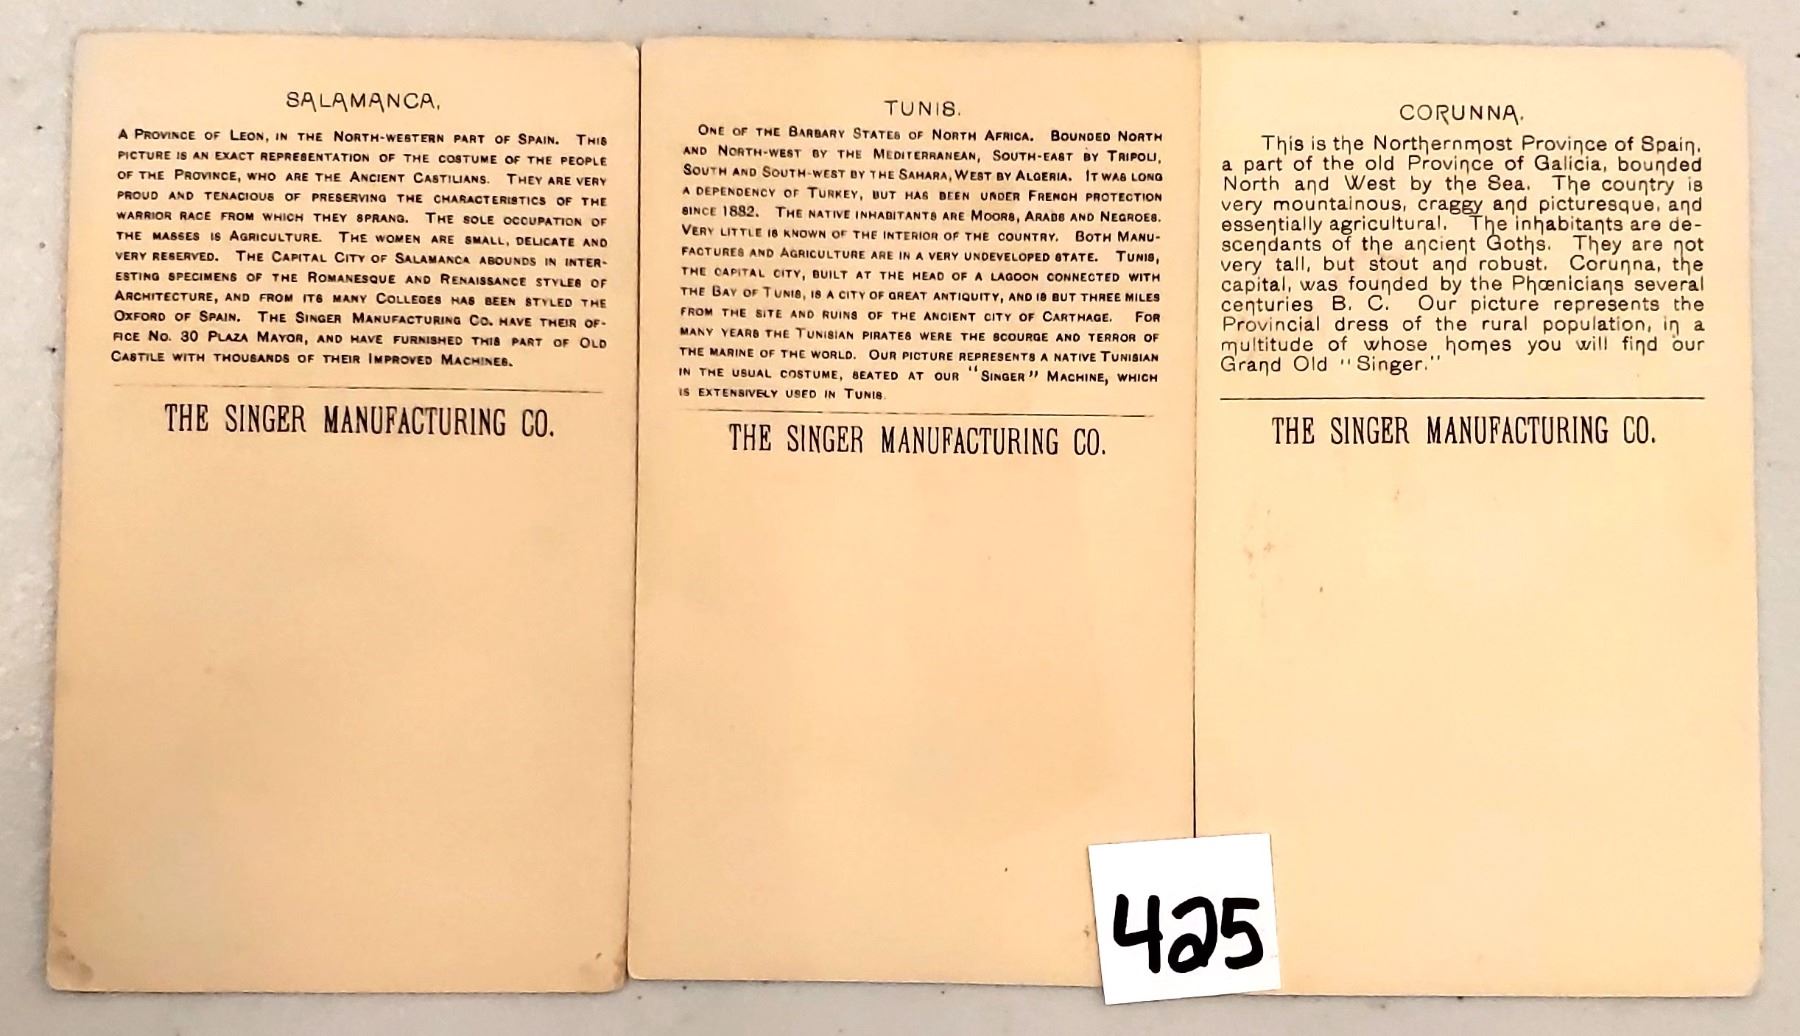 SALAMANCA,
A PROVINCE OF LEON, IN THE NORTH-WESTERN PART OF SPAIN. THIS
PICTURE IS AN EXACT REPRESENTATION OF THE COSTUME OF THE PEOPLE
OF THE PROVINCE, WHO ARE THE ANCIENT CASTILIANS. THEY ARE VERY
PROUD AND TENACIOUS OF PRESERVING THE CHARACTERISTICS OF THE
WARRIOR RACE FROM WHICH THEY SPRANG. THE SOLE OCCUPATION OF
THE MASSES IS AGRICULTURE. THE WOMEN ARE SMALL, DELICATE AND
VERY RESERVED. THE CAPITAL CITY OF SALAMANCA ABOUNDS IN INTER-
ESTING SPECIMENS OF THE ROMANESQUE AND RENAISSANCE STYLES OF
ARCHITECTURE, AND FROM ITS MANY COLLEGES HAS BEEN STYLED THE
OXFORD OF SPAIN. THE SINGER MANUFACTURING CO. HAVE THEIR OF-
FICE NO. 30 PLAZA MAYOR, AND HAVE FURNISHED THIS PART OF OLD
CASTILE WITH THOUSANDS OF THEIR IMPROVED MACHINES.
THE SINGER MANUFACTURING CO.
TUNIS.
ONE OF THE BARBARY STATES OF NORTH AFRICA. BOUNDED NORTH
AND NORTH-WEST BY THE MEDITERRANEAN, SOUTH-EAST BY TRIPOLI,
SOUTH AND SOUTH-WEST BY THE SAHARA, WEST BY ALGERIA. IT WAS LONG
A DEPENDENCY OF TURKEY, BUT HAS BEEN UNDER FRENCH PROTECTION
SINCE 1882. THE NATIVE INHABITANTS ARE MOORS, ARABS AND NEGROES.
VERY LITTLE IS KNOWN OF THE INTERIOR OF THE COUNTRY. BOTH MANU-
FACTURES AND AGRICULTURE ARE IN A VERY UNDEVELOPED STATE. TUNIS,
THE CAPITAL CITY, BUILT AT THE HEAD OF A LAGOON CONNECTED WITH
THE BAY OF TUNIS, IS A CITY OF GREAT ANTIQUITY, AND IS BUT THREE MILES
FROM THE SITE AND RUINS OF THE ANCIENT CITY OF CARTHAGE. FOR
MANY YEARS THE TUNISIAN PIRATES WERE THE SCOURGE AND TERROR OF
THE MARINE OF THE WORLD. OUR PICTURE REPRESENTS A NATIVE TUNISIAN
IN THE USUAL COSTUME, SEATED AT OUR "SINGER" MACHINE, WHICH
IS EXTENSIVELY USED IN TUNIS.
THE SINGER MANUFACTURING CO.
CORUNNA.
This is the Northernmost Province of Spain,
a part of the old Province of Galicia, bounded
North and West by the Sea. The country is
very mountainous, craggy and picturesque, and
essentially agricultural. The inhabitants are de-
scendants of the ancient Goths. They are not
very tall, but stout and robust. Corunna, the
capital, was founded by the Phœnicians several
centuries B. C. Our picture represents the
Provincial dress of the rural population, in a
multitude of whose homes you will find our
Grand Old "Singer."
THE SINGER MANUFACTURING CO.
425